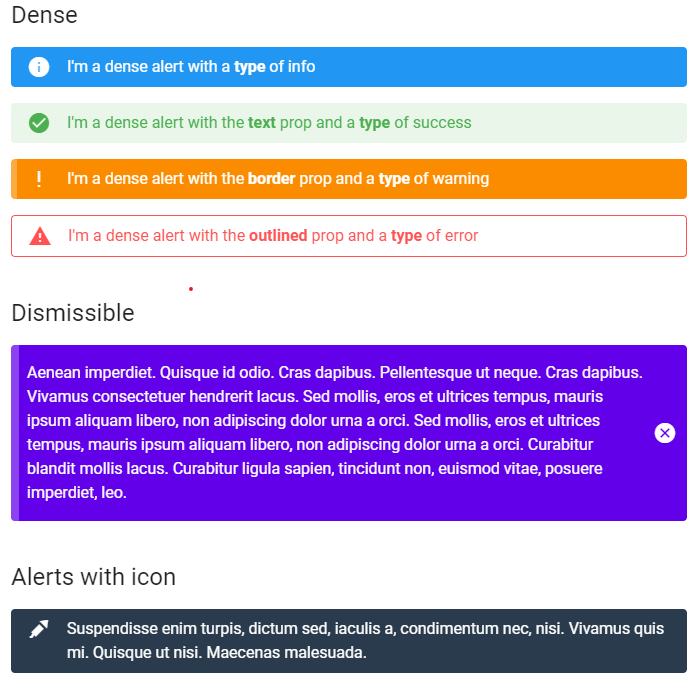 Dense
I'm a dense alert with a type of info
I'm a dense alert with the text prop and a type of success
I'm a dense alert with the border prop and a type of warning
I'm a dense alert with the outlined prop and a type of error
Dismissible
Aenean imperdiet. Quisque id odio. Cras dapibus. Pellentesque ut neque. Cras dapibus.
Vivamus consectetuer hendrerit lacus. Sed mollis, eros et ultrices tempus, mauris
ipsum aliquam libero, non adipiscing dolor urna a orci. Sed mollis, eros et ultrices
tempus, mauris ipsum aliquam libero, non adipiscing dolor urna a orci. Curabitur
blandit mollis lacus. Curabitur ligula sapien, tincidunt non, euismod vitae, posuere
imperdiet, leo.
Alerts with icon
Suspendisse enim turpis, dictum sed, iaculis a, condimentum nec, nisi. Vivamus quis
mi. Quisque ut nisi. Maecenas malesuada.